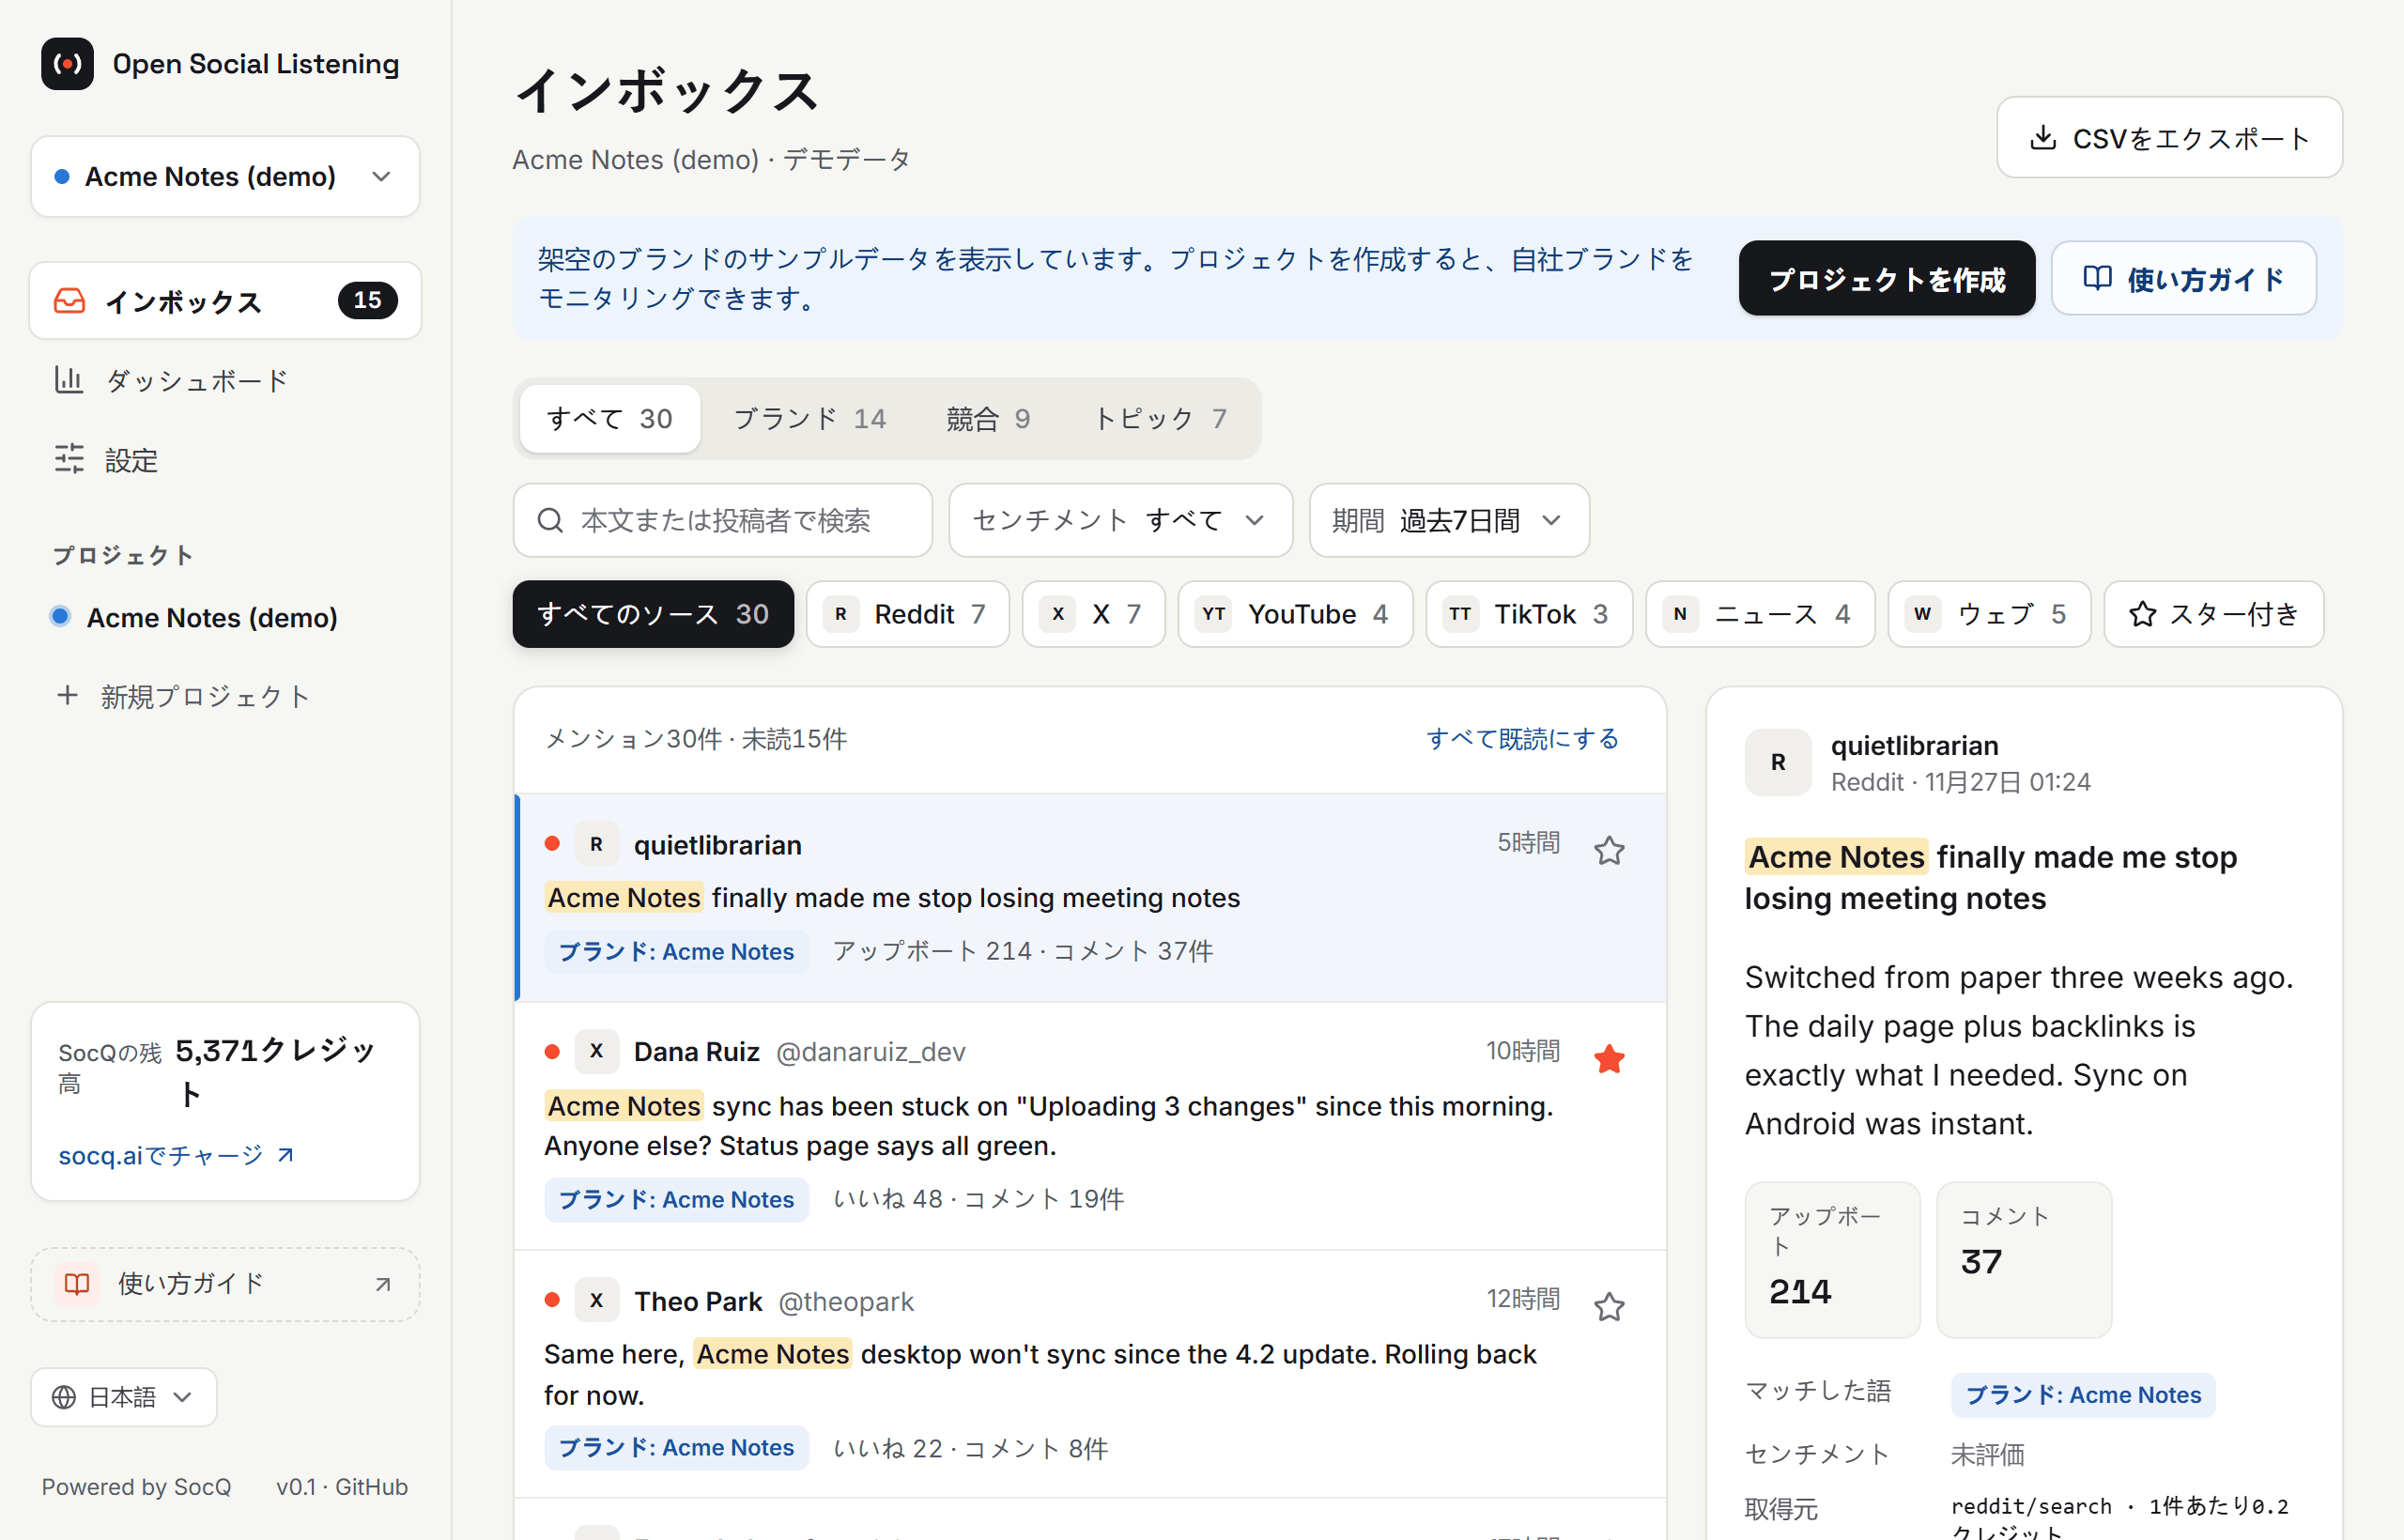 Open Social Listening
Acme Notes (demo)
インボックス 15
ダッシュボード
設定
プロジェクト
Acme Notes (demo)
新規プロジェクト
SocQの残高
5,371クレジット
socq.aiでチャージ
使い方ガイド
日本語
Powered by SocQ v0.1 · GitHub
インボックス
Acme Notes (demo) · デモデータ
CSVをエクスポート
架空のブランドのサンプルデータを表示しています。プロジェクトを作成すると、自社ブランドを
モニタリングできます。
プロジェクトを作成
使い方ガイド
すべて 30 ブランド 14 競合 9 トピック 7
本文または投稿者で検索 センチメント すべて 期間 過去7日間
すべてのソース 30 R Reddit 7 X X 7 YT YouTube 4 TT TikTok 3 N ニュース 4 W ウェブ 5 スター付き
メンション30件 · 未読15件 すべて既読にする
R quietlibrarian 5時間
Acme Notes finally made me stop losing meeting notes
ブランド: Acme Notes アップボート 214 · コメント 37件
X Dana Ruiz @danaruiz_dev 10時間
Acme Notes sync has been stuck on "Uploading 3 changes" since this morning.
Anyone else? Status page says all green.
ブランド: Acme Notes いいね 48 · コメント 19件
X Theo Park @theopark 12時間
Same here, Acme Notes desktop won't sync since the 4.2 update. Rolling back
for now.
ブランド: Acme Notes いいね 22 · コメント 8件
R quietlibrarian
Reddit · 11月27日 01:24
Acme Notes finally made me stop
losing meeting notes
Switched from paper three weeks ago.
The daily page plus backlinks is
exactly what I needed. Sync on
Android was instant.
アップボート
214
コメント
37
マッチした語 ブランド: Acme Notes
センチメント 未評価
取得元 reddit/search · 1件あたり0.2
クレジット